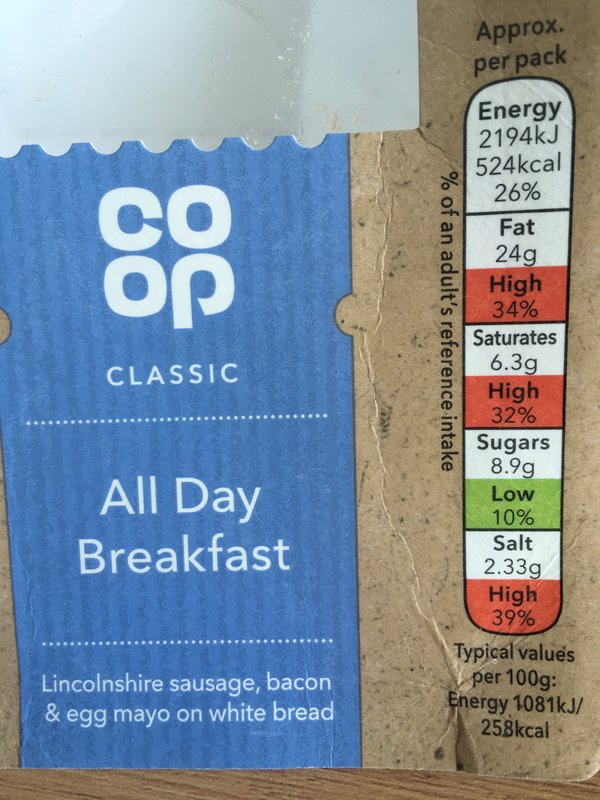 CO
OP
CLASSIC
All Day
Breakfast
Lincolnshire sausage, bacon
& egg mayo on white bread
Approx.
per pack
% of an adult's reference intake
Energy
2194kJ
524kcal
26%
Fat
24g
High
34%
Saturates
6.3g
High
32%
Sugars
8.9g
Low
10%
Salt
2.33g
High
39%
Typical values
per 100g:
Energy 1081kJ/
258kcal